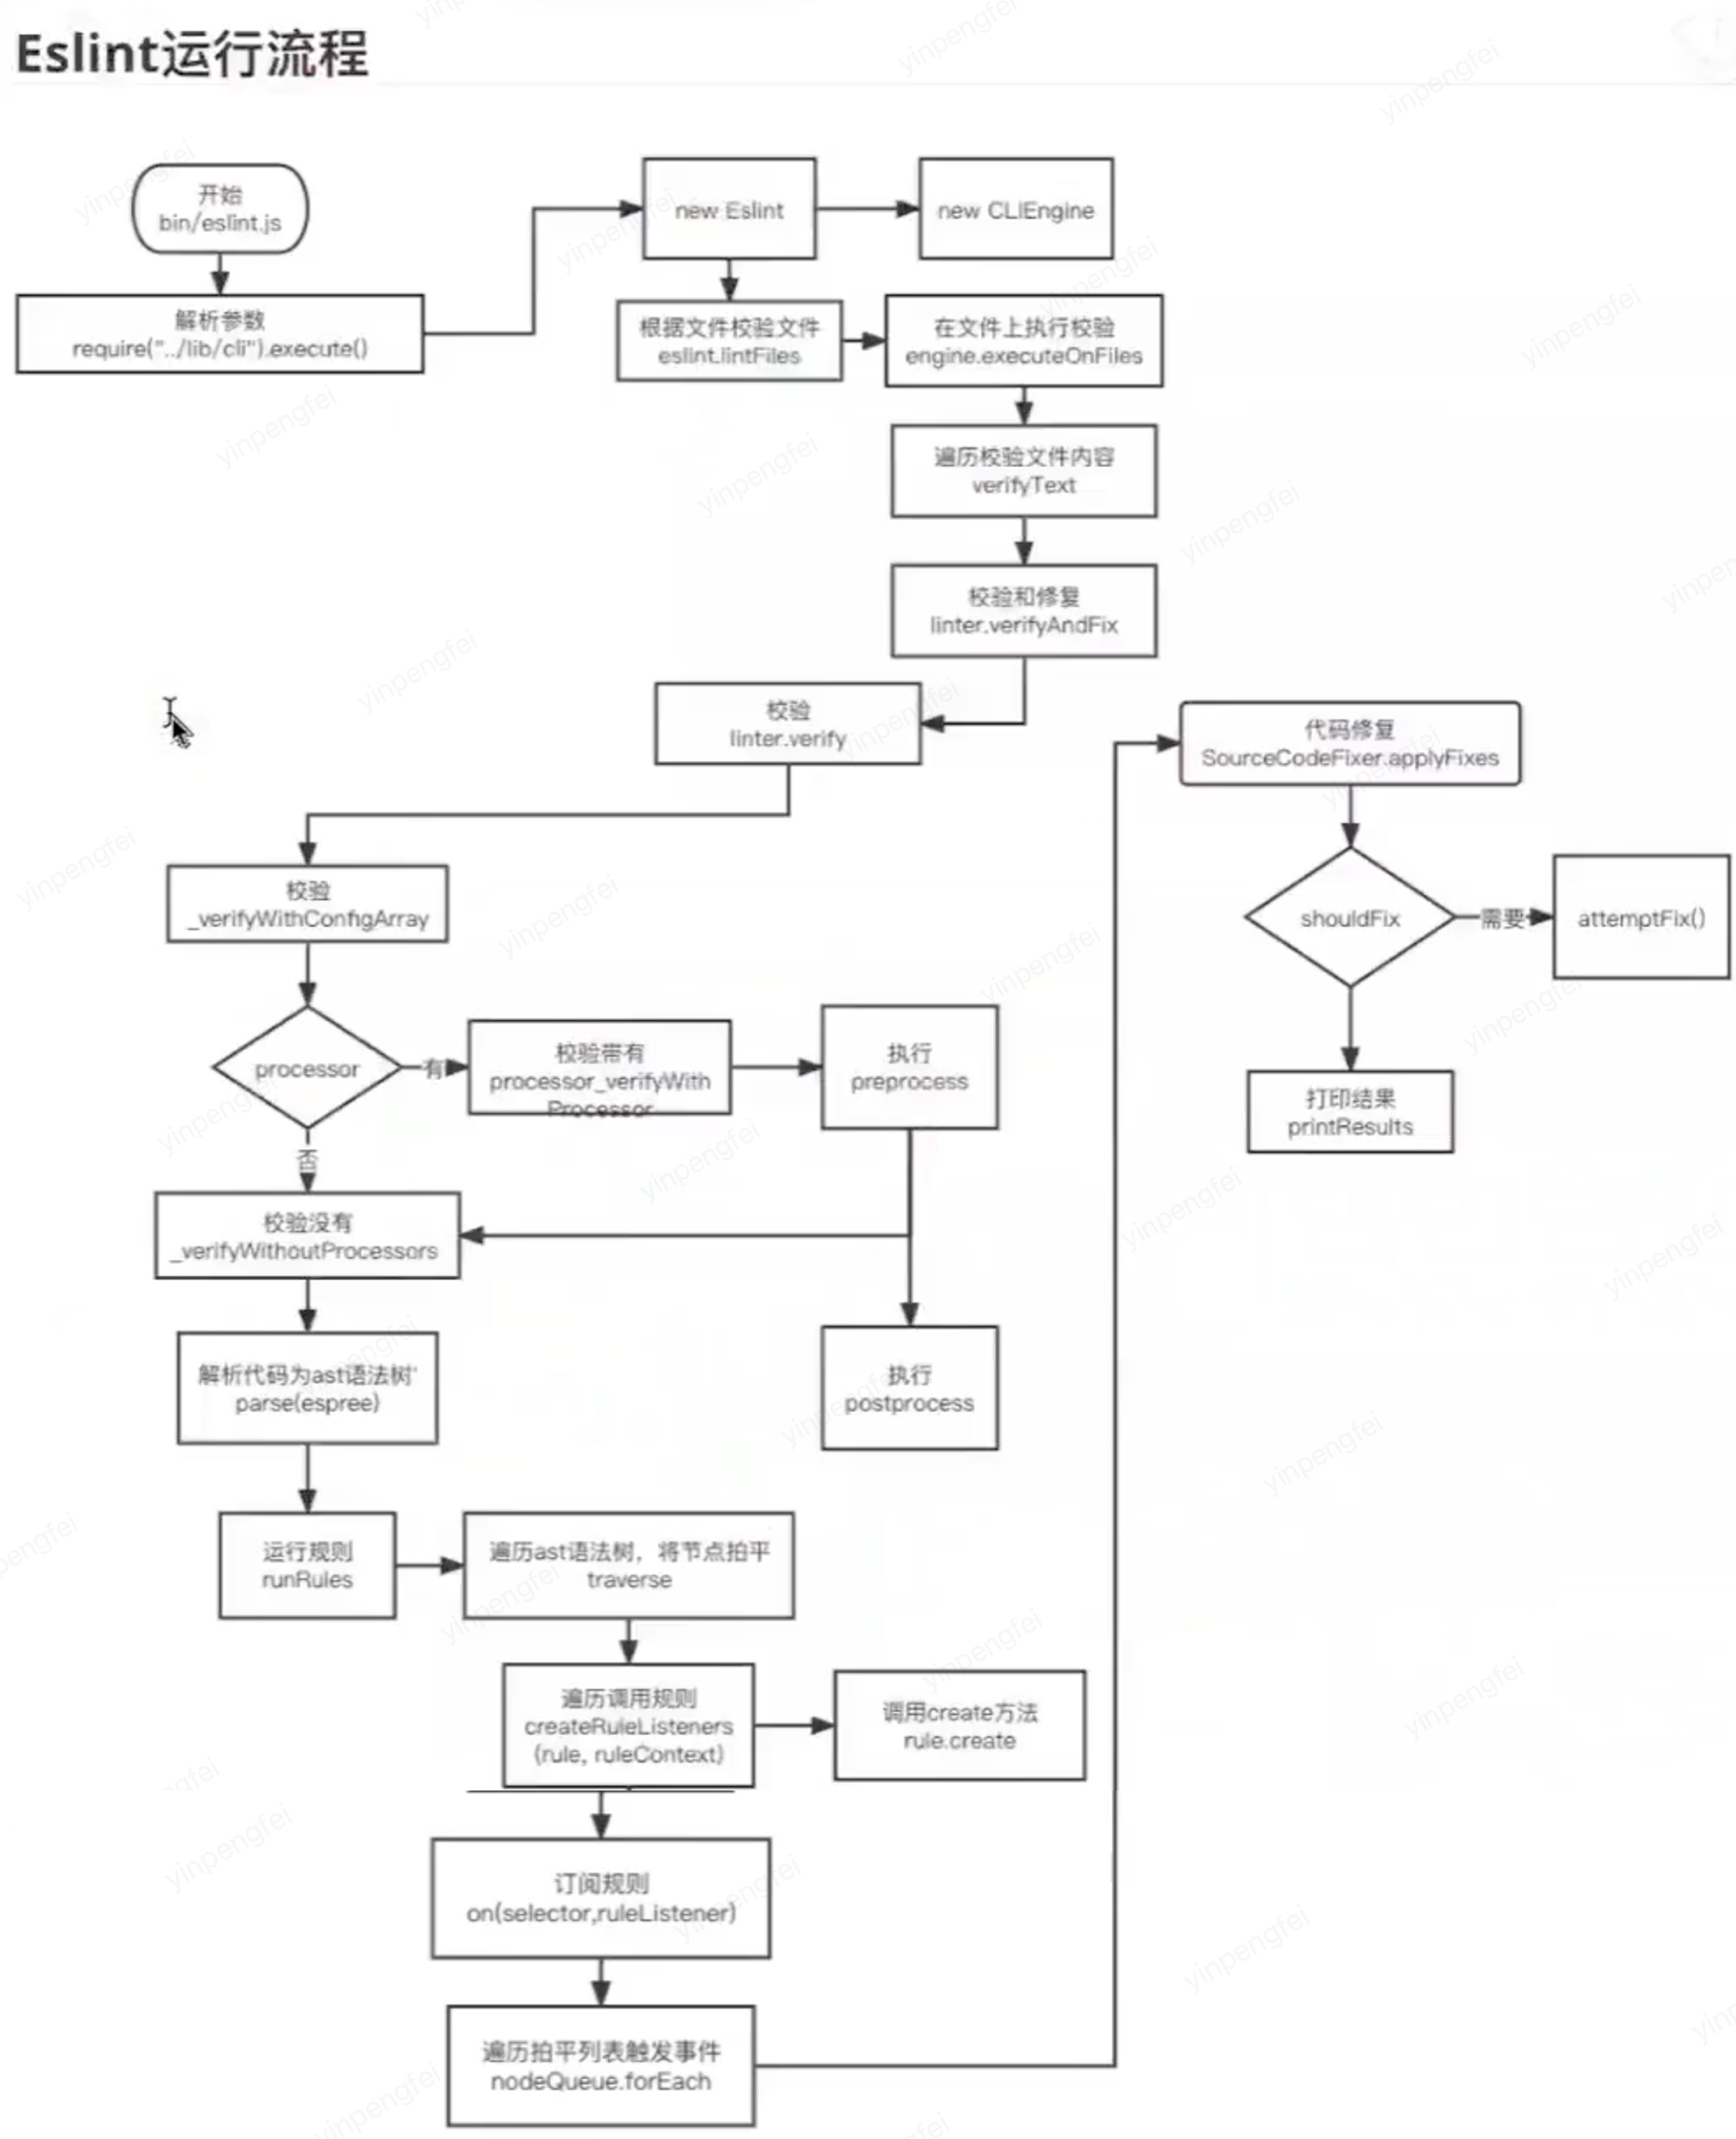 Eslint运行流程
开始
bin/eslint.js
解析参数
require("../lib/cli").execute()
new Eslint
new CLIEngine
根据文件校验文件
eslint.lintFiles
在文件上执行校验
engine.executeOnFiles
遍历校验文件内容
verifyText
校验和修复
linter.verifyAndFix
校验
linter.verify
校验
_verifyWithConfigArray
processor
有
校验带有
processor_verifyWith
Processor
执行
preprocess
否
校验没有
_verifyWithoutProcessors
执行
postprocess
解析代码为ast语法树'
parse(espree)
运行规则
runRules
遍历ast语法树，将节点拍平
traverse
遍历调用规则
createRuleListeners
(rule, ruleContext)
调用create方法
rule.create
订阅规则
on(selector,ruleListener)
遍历拍平列表触发事件
nodeQueue.forEach
代码修复
SourceCodeFixer.applyFixes
shouldFix
需要
attemptFix()
打印结果
printResults
yinpengfei